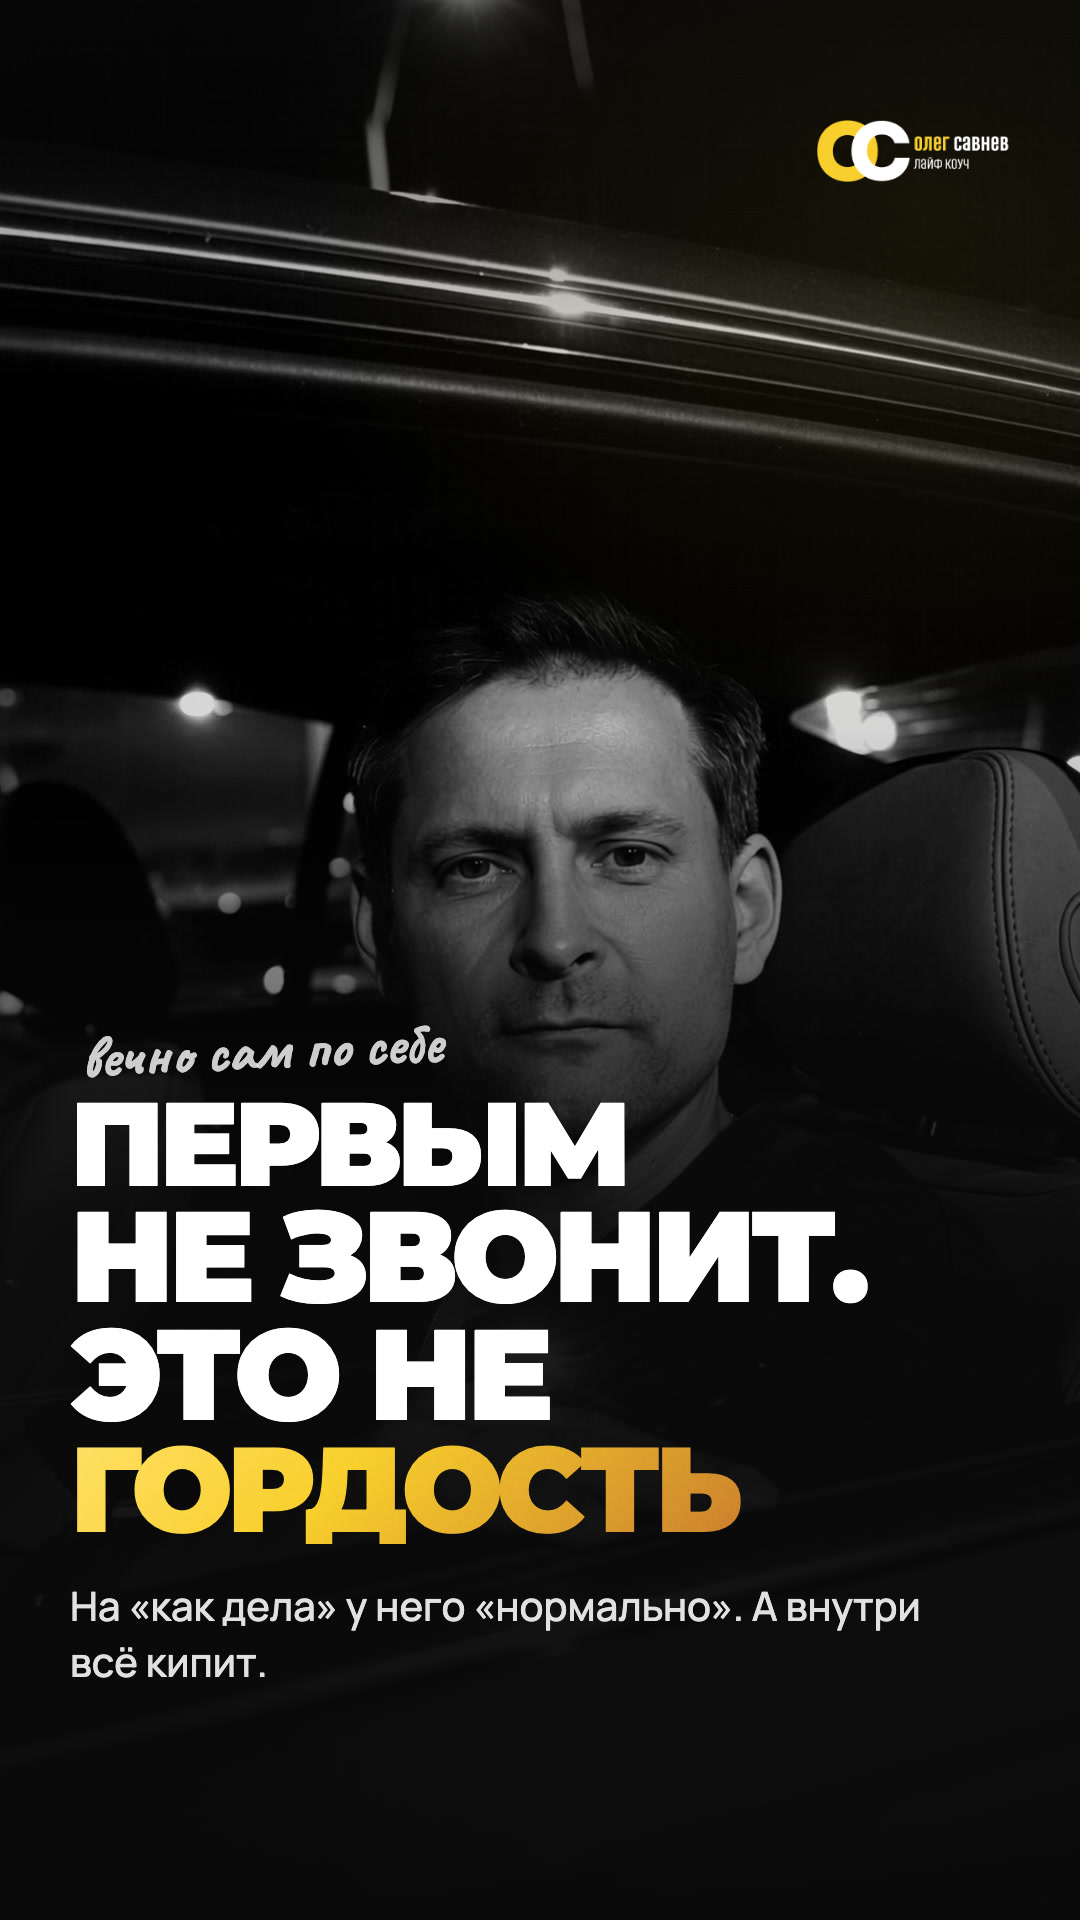 олег савнев
лайф коуч
вечно сам по себе
ПЕРВЫМ
НЕ ЗВОНИТ.
ЭТО НЕ
ГОРДОСТЬ
На «как дела» у него «нормально». А внутри
всё кипит.